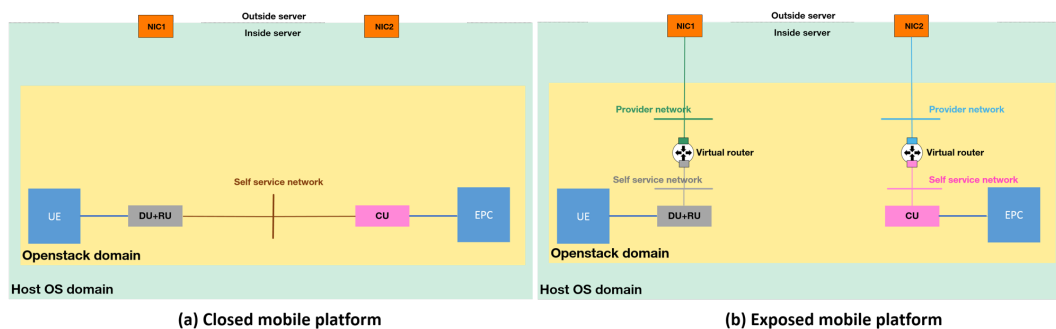 Outside server
NIC1
NIC2
Inside server
Self service network
UE
DU+RU
CU
EPC
Openstack domain
Host OS domain
(a) Closed mobile platform
Outside server
NIC1
NIC2
Inside server
Provider network
Provider network
Virtual router
Virtual router
Self service network
Self service network
UE
DU+RU
CU
EPC
Openstack domain
Host OS domain
(b) Exposed mobile platform